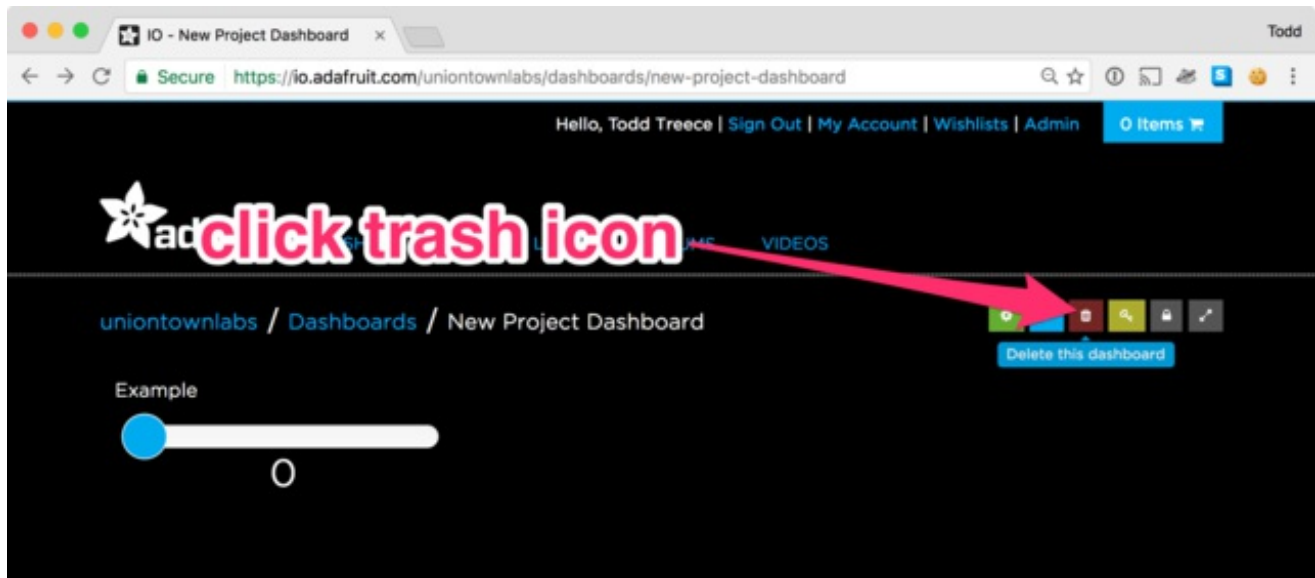 IO - New Project Dashboard
Todd
Secure https://io.adafruit.com/uniontownlabs/dashboards/new-project-dashboard
Hello, Todd Treece | Sign Out | My Account | Wishlists | Admin
0 Items
click trash icon
VIDEOS
uniontownlabs / Dashboards / New Project Dashboard
Delete this dashboard
Example
0